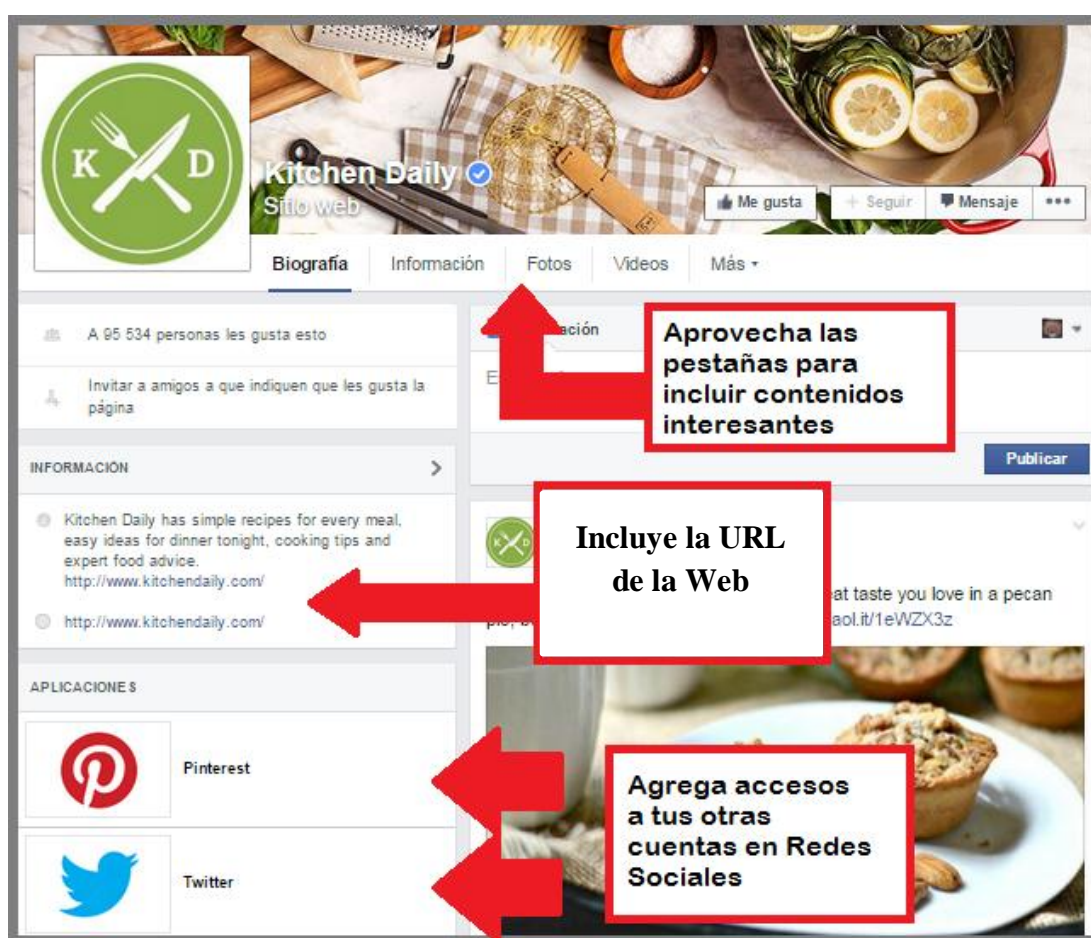 K D
Kitchen Daily
Sitio web
Me gusta
+ Seguir
Mensaje
Biografía
Información
Fotos
Videos
Más
A 95 534 personas les gusta esto
Invitar a amigos a que indiquen que les gusta la
página
INFORMACIÓN
Kitchen Daily has simple recipes for every meal,
easy ideas for dinner tonight, cooking tips and
expert food advice.
http://www.kitchendaily.com/
http://www.kitchendaily.com/
APLICACIONES
Pinterest
Twitter
Aprovecha las
pestañas para
incluir contenidos
interesantes
Publicar
Incluye la URL
de la Web
taste you love in a pecan
aol.it/1eWZX3z
Agrega accesos
a tus otras
cuentas en Redes
Sociales